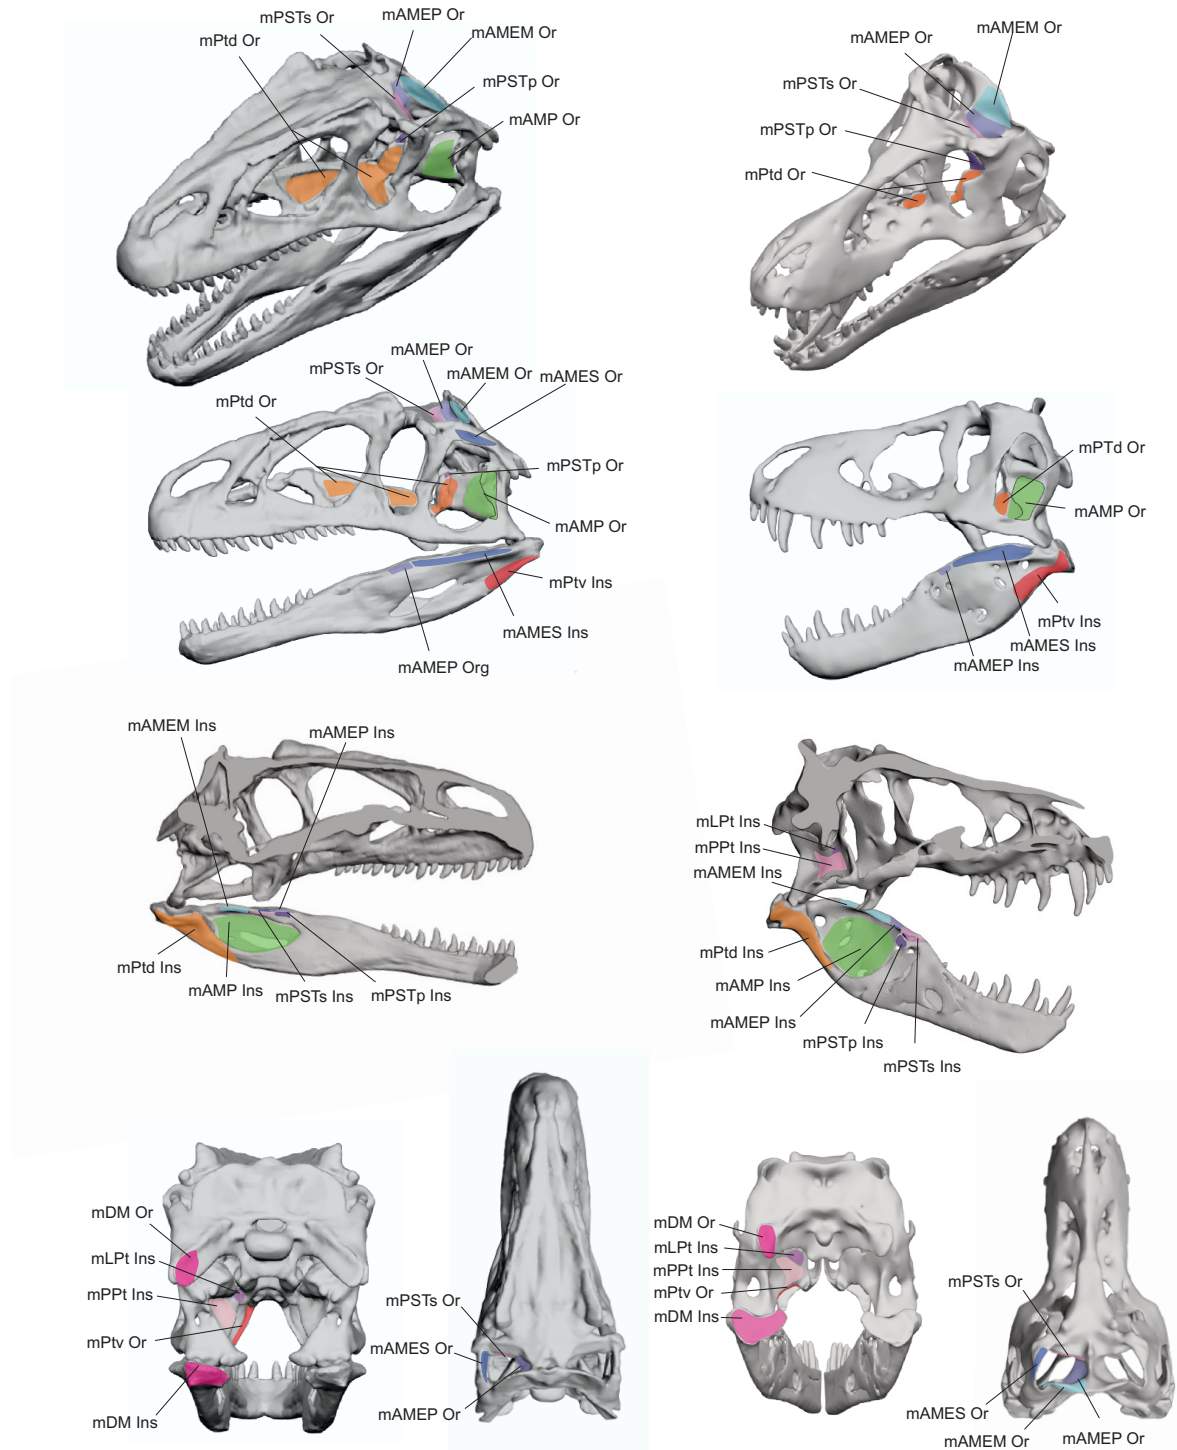 mPSTs Or
mAMEP Or
mPtd Or
mAMEM Or
mPSTp Or
mAMP Or
mAMEM Or
mAMEP Or
mPSTs Or
mPSTp Or
mPtd Or
mAMEP Or
mPSTs Or
mAMEM Or
mAMES Or
mPtd Or
mPSTp Or
mAMP Or
mPtv Ins
mAMES Ins
mAMEP Org
mPTd Or
mAMP Or
mPtv Ins
mAMES Ins
mAMEP Ins
mAMEM Ins
mAMEP Ins
mPtd Ins
mAMP Ins
mPSTs Ins
mPSTp Ins
mLPt Ins
mPPt Ins
mAMEM Ins
mPtd Ins
mAMP Ins
mAMEP Ins
mPSTp Ins
mPSTs Ins
mDM Or
mLPt Ins
mPPt Ins
mPtv Or
mDM Ins
mPSTs Or
mAMES Or
mAMEP Or
mDM Or
mLPt Ins
mPPt Ins
mPtv Or
mDM Ins
mPSTs Or
mAMES Or
mAMEM Or
mAMEP Or